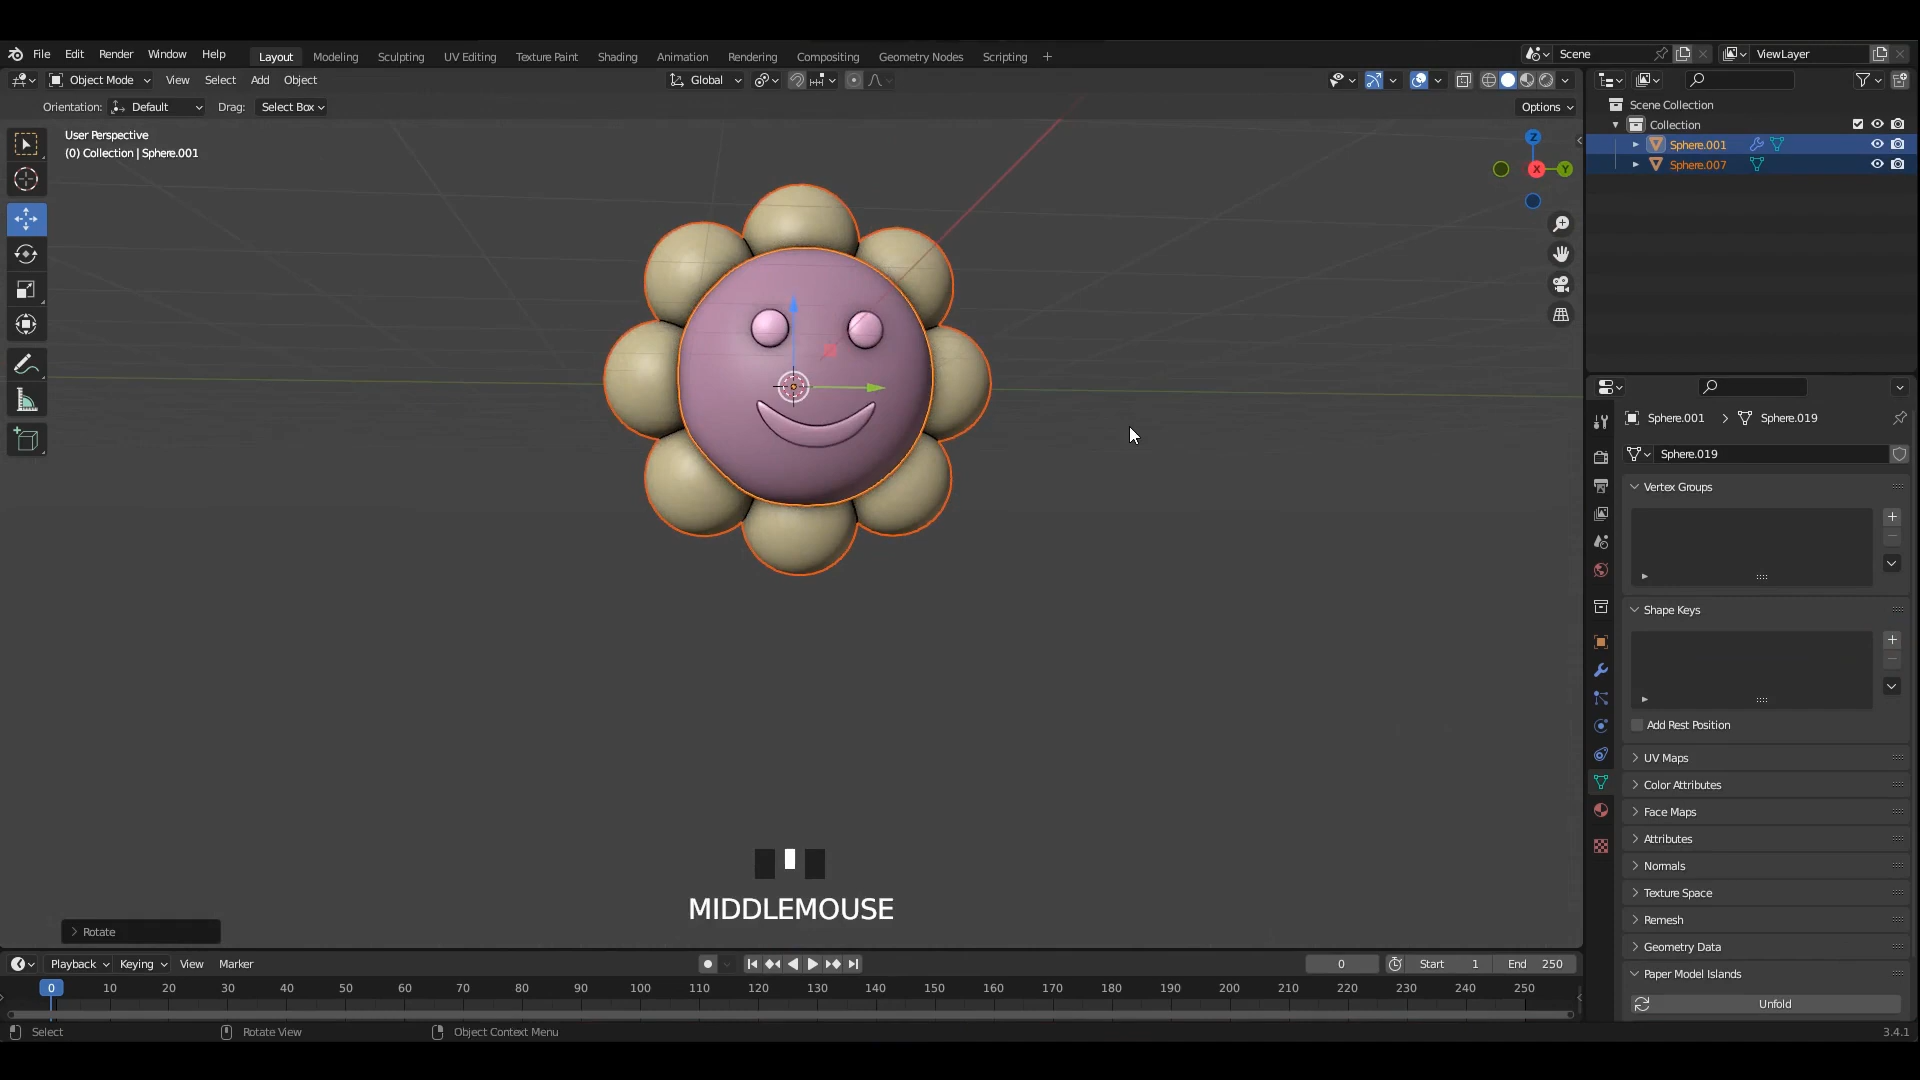 File Edit Render Window Help Layout Modeling Sculpting UV Editing Texture Paint Shading Animation Rendering Compositing Geometry Nodes Scripting + Scene ViewLayer
Object Mode View Select Add Object Global
Orientation: Default Drag: Select Box Options
User Perspective
(0) Collection | Sphere.001
Z
X
Y
Scene Collection
Collection
Sphere.001
Sphere.007
Sphere.001 > Sphere.019
Sphere.019
Vertex Groups
Shape Keys
Add Rest Position
UV Maps
Color Attributes
Face Maps
Attributes
Normals
Texture Space
Remesh
Geometry Data
Paper Model Islands
Unfold
MIDDLEMOUSE
Rotate
Playback Keying View Marker 0 Start 1 End 250
0 10 20 30 40 50 60 70 80 90 100 110 120 130 140 150 160 170 180 190 200 210 220 230 240 250
Select Rotate View Object Context Menu 3.4.1